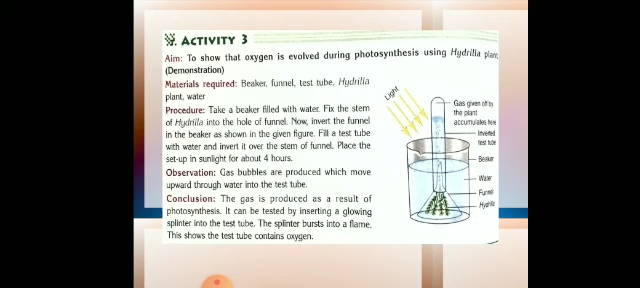 ACTIVITY 3
Aim: To show that oxygen is evolved during photosynthesis using Hydrilla plant
(Demonstration)
Materials required: Beaker, funnel, test tube, Hydrilla
plant, water
Procedure: Take a beaker filled with water. Fix the stem
of Hydrilla into the hole of funnel. Now, invert the funnel
in the beaker as shown in the given figure. Fill a test tube
with water and invert it over the stem of funnel. Place the
set-up in sunlight for about 4 hours.
Observation: Gas bubbles are produced which move
upward through water into the test tube.
Conclusion: The gas is produced as a result of
photosynthesis. It can be tested by inserting a glowing
splinter into the test tube. The splinter bursts into a flame.
This shows the test tube contains oxygen.
Light
Gas given off by
the plant
accumulates here
Inverted
test tube
Beaker
Water
Funnel
Hydrilla